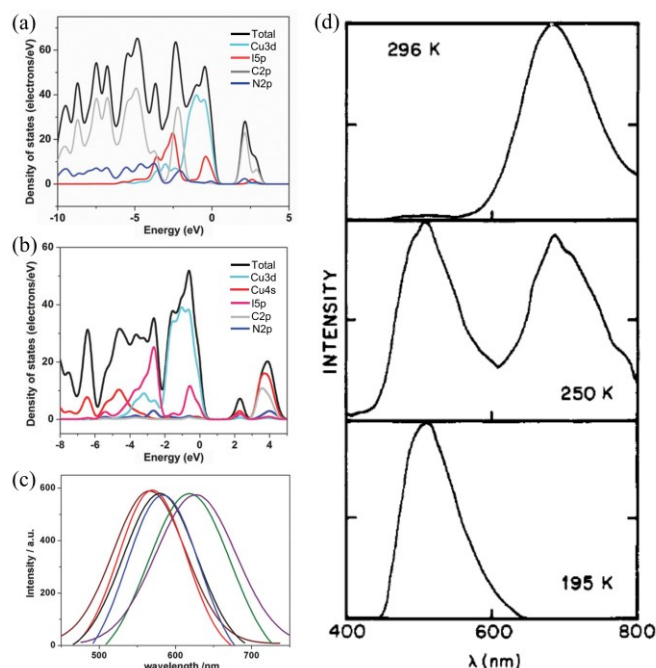 (a)
60
40
20
0
Density of states (electrons/eV)
Total
Cu3d
I5p
C2p
N2p
-10
-5
0
5
Energy (eV)
(b)
60
40
20
0
Density of states (electrons/eV)
Total
Cu3d
Cu4s
I5p
C2p
N2p
-8
-6
-4
-2
0
2
4
Energy (eV)
(c)
600
400
200
0
Intensity / a.u.
500
600
700
wavelength /nm
(d)
296 K
250 K
195 K
INTENSITY
400
600
800
λ (nm)